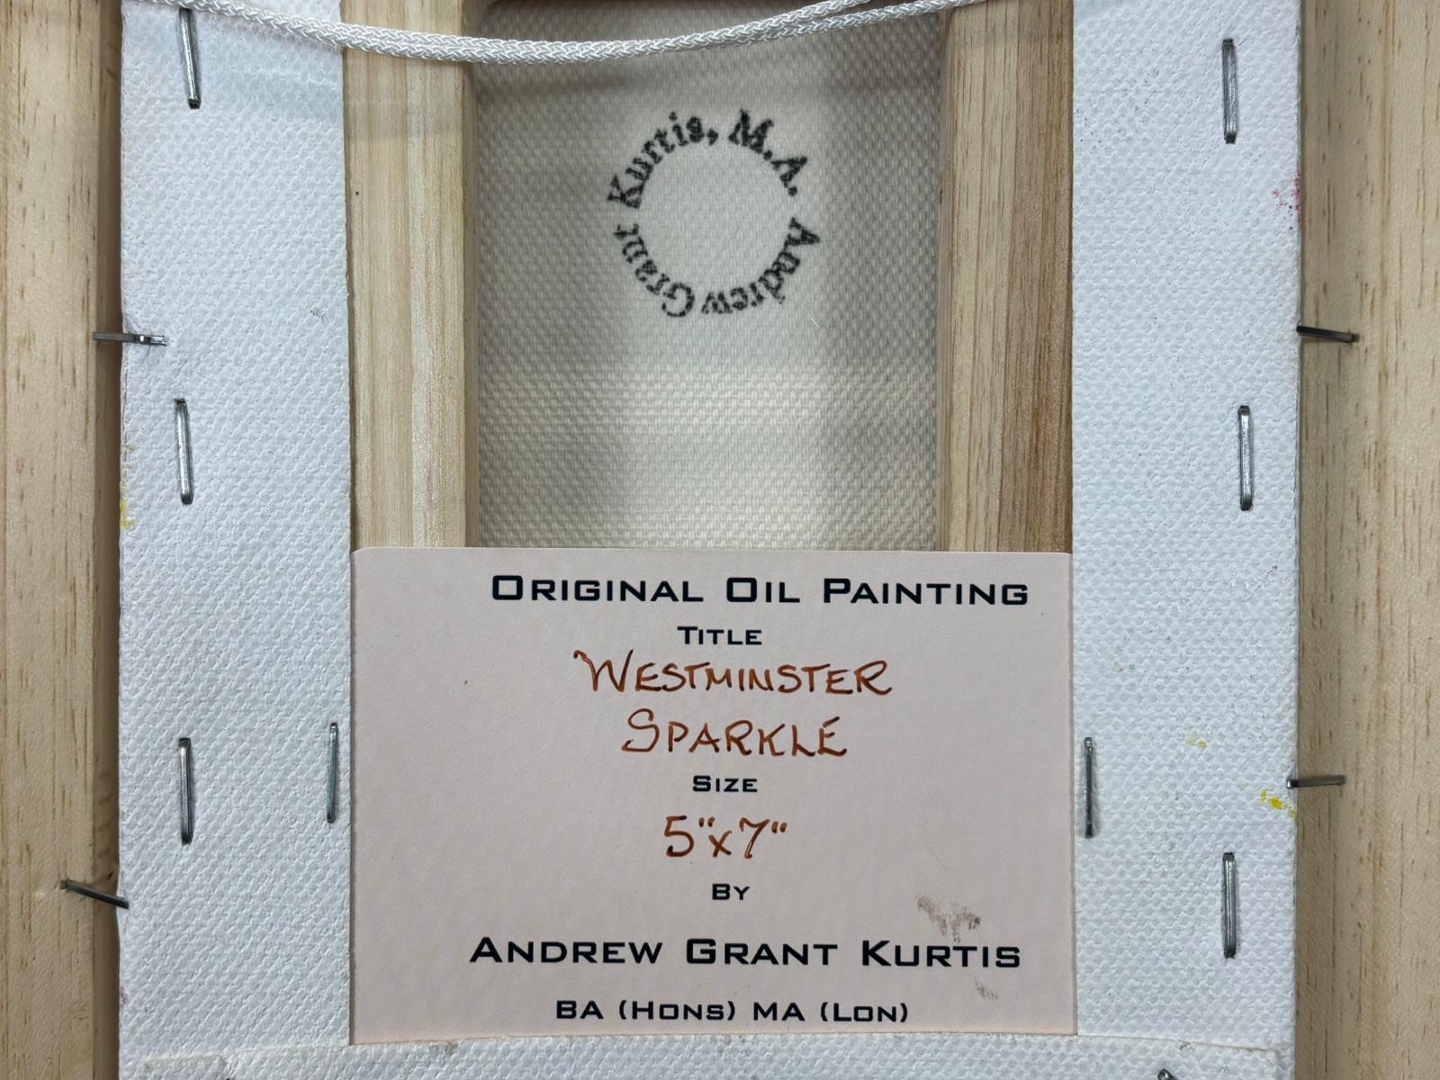 Andrew Grant Kurtis, M.A.
ORIGINAL OIL PAINTING
TITLE
WESTMINSTER
SPARKLE
SIZE
5"x7"
BY
ANDREW GRANT KURTIS
BA (HONS) MA (LON)